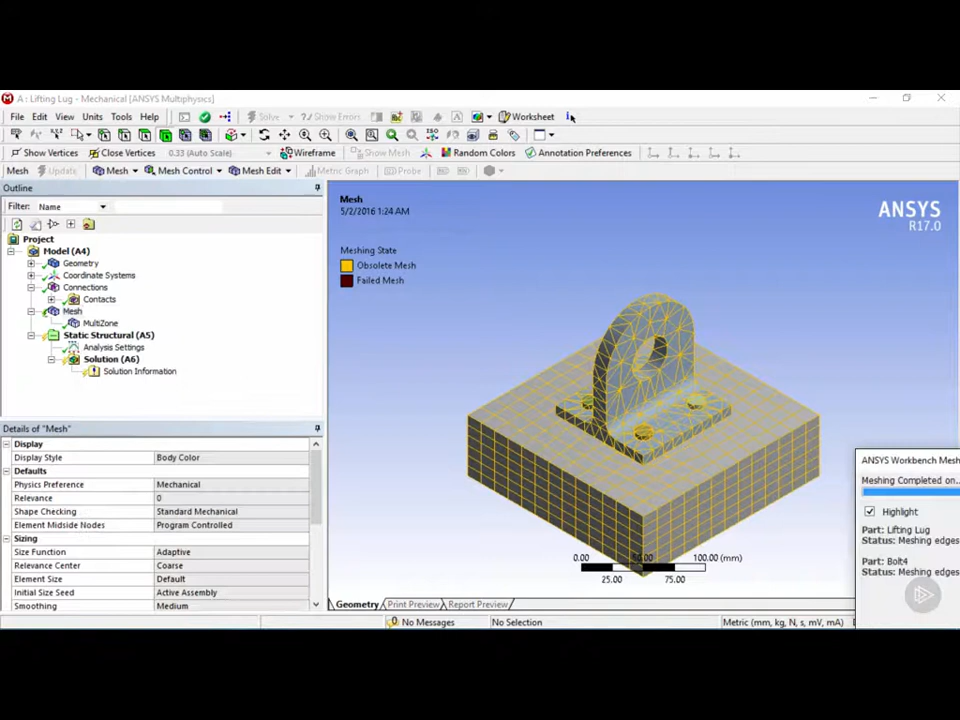 A : Lifting Lug - Mechanical [ANSYS Multiphysics]
File Edit View Units Tools Help Solve Show Errors Worksheet
Show Vertices Close Vertices 0.33 (Auto Scale) Wireframe Show Mesh Random Colors Annotation Preferences
Mesh Update Mesh Mesh Control Mesh Edit Metric Graph Probe
Outline
Filter: Name
Project
Model (A4)
Geometry
Coordinate Systems
Connections
Contacts
Mesh
MultiZone
Static Structural (A5)
Analysis Settings
Solution (A6)
Solution Information
Details of "Mesh"
Display
Display Style Body Color
Defaults
Physics Preference Mechanical
Relevance 0
Shape Checking Standard Mechanical
Element Midside Nodes Program Controlled
Sizing
Size Function Adaptive
Relevance Center Coarse
Element Size Default
Initial Size Seed Active Assembly
Smoothing Medium
Mesh
5/2/2016 1:24 AM
Meshing State
Obsolete Mesh
Failed Mesh
ANSYS
R17.0
0.00 50.00 100.00 (mm)
25.00 75.00
ANSYS Workbench Mesh
Meshing Completed on..
Highlight
Part: Lifting Lug
Status: Meshing edges
Part: Bolt4
Status: Meshing edges
Geometry Print Preview Report Preview
0 No Messages No Selection Metric (mm, kg, N, s, mV, mA)